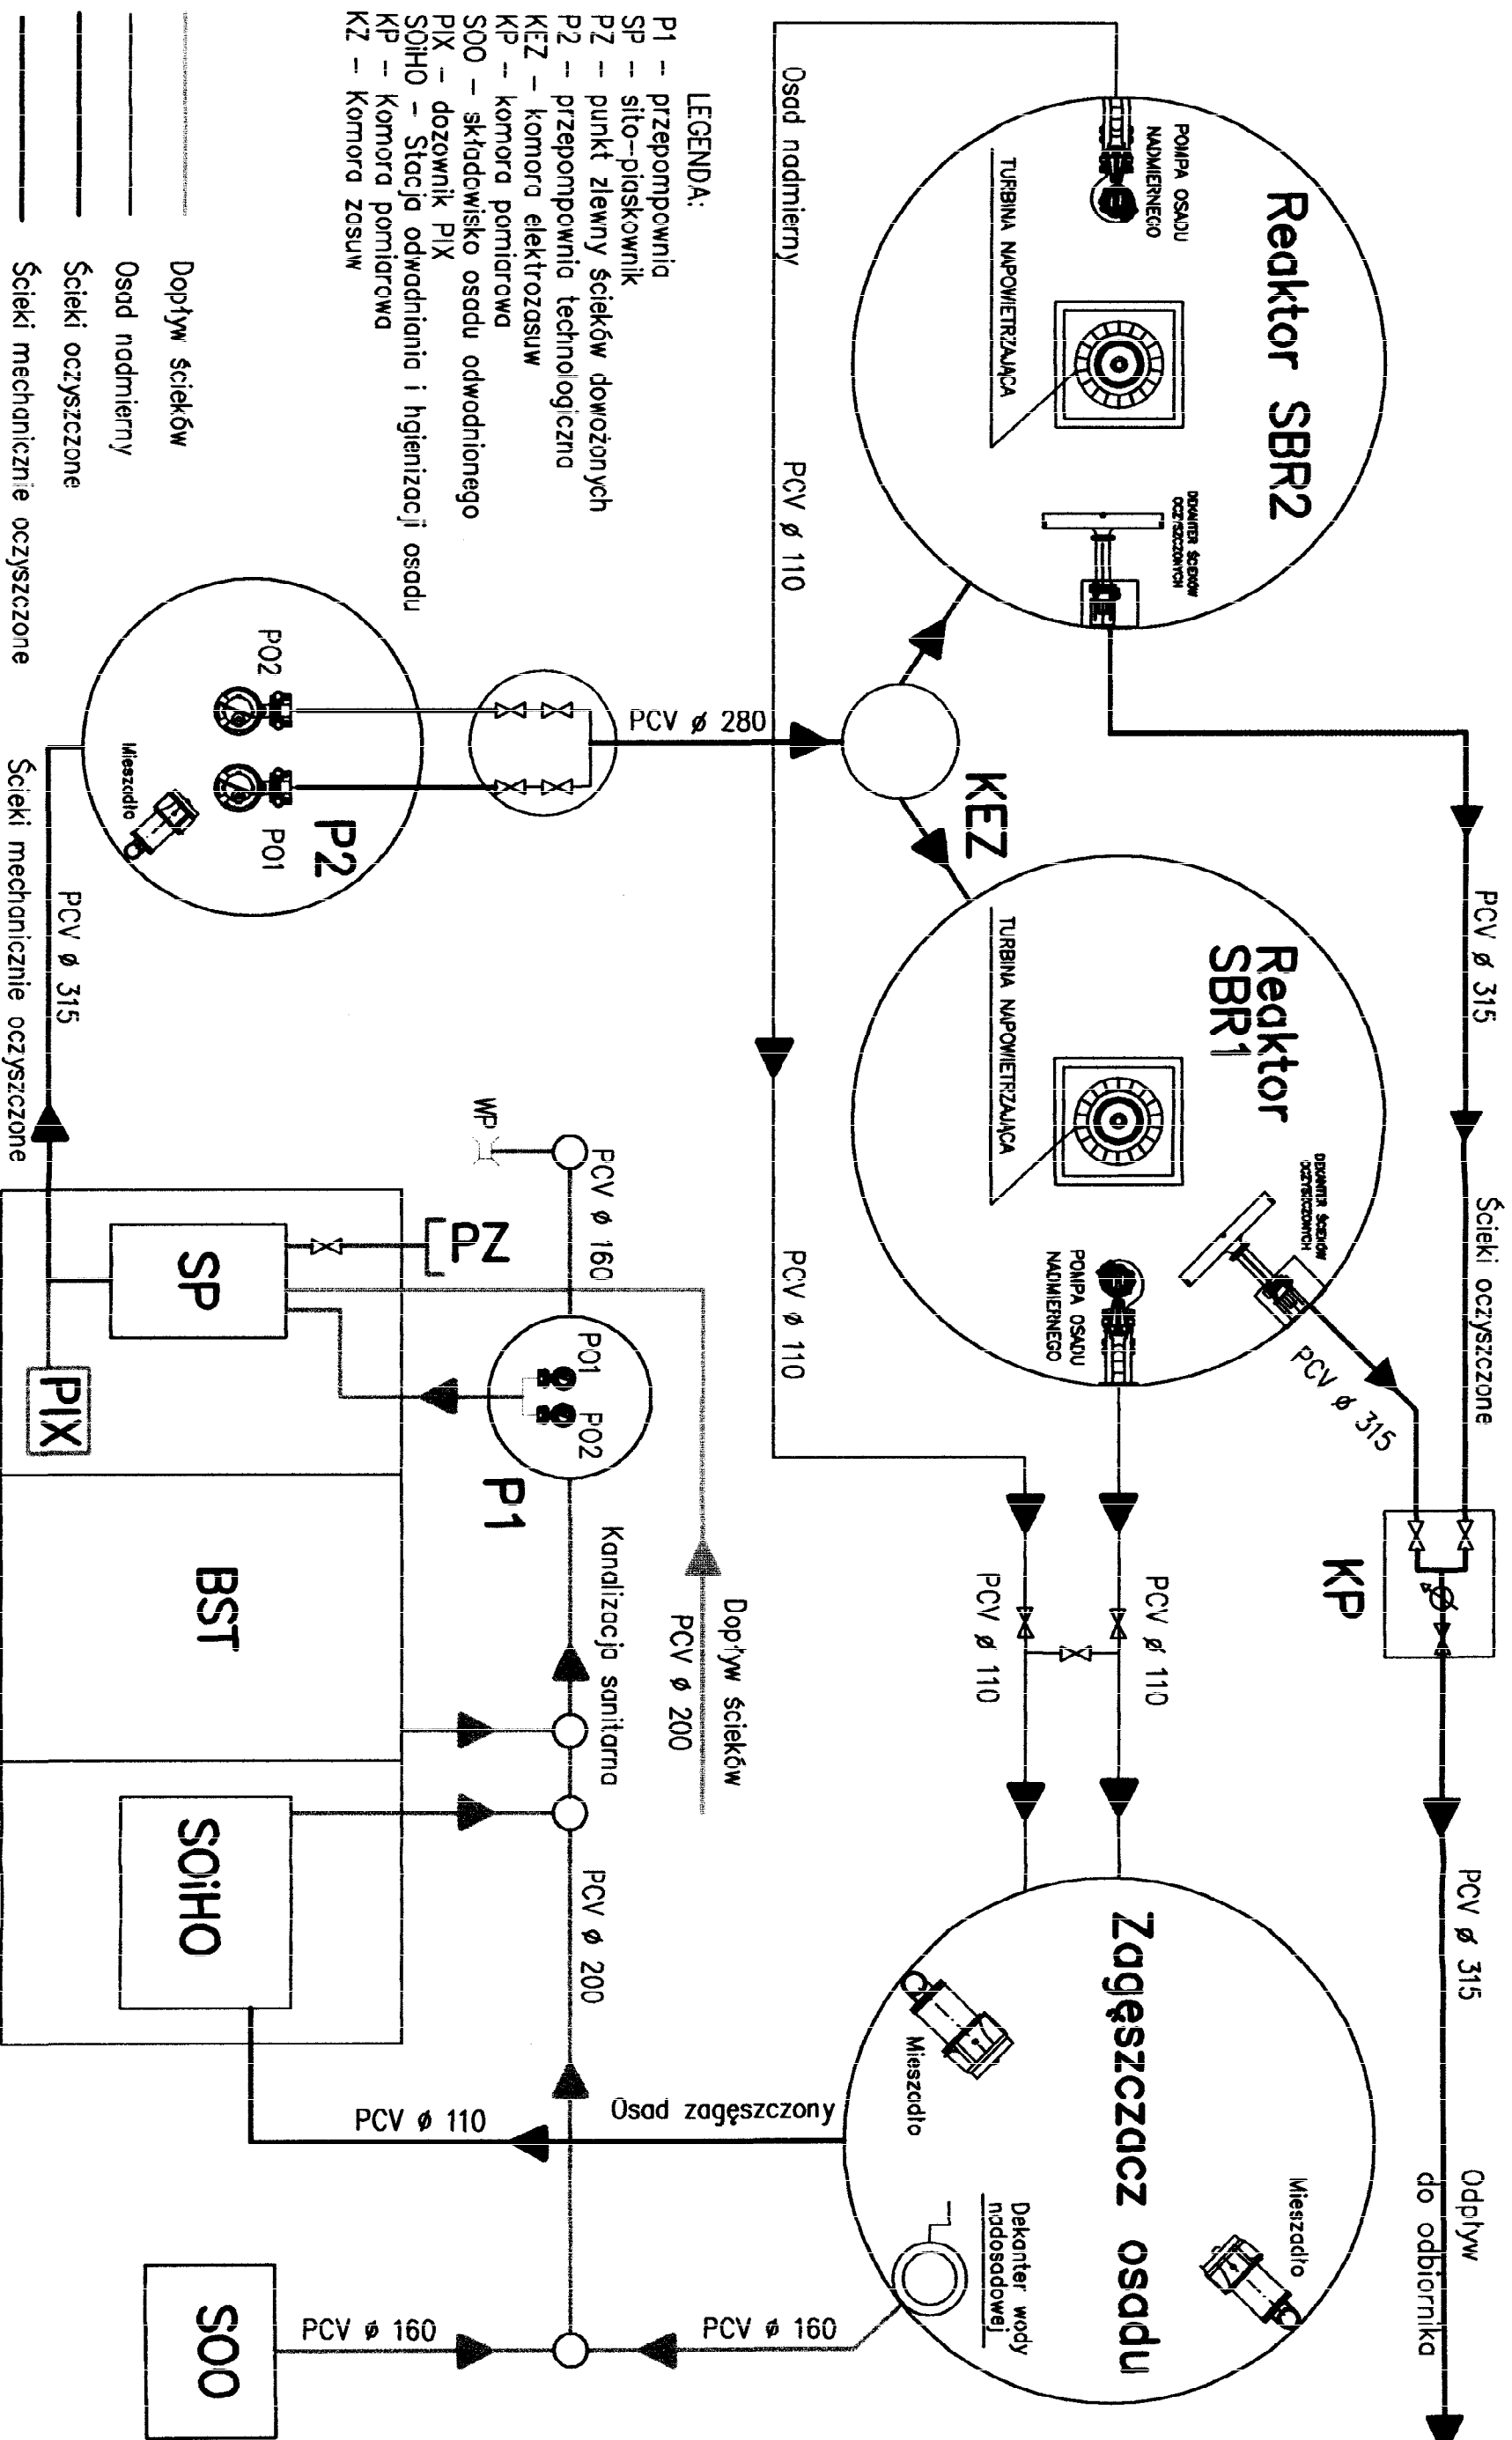 Reaktor SBR2
POMPA OSADU
NADMIERNEGO
TURBINA NAPOWIETRZAJĄCA
DEKANTER ŚCIEKÓW
OCZYSZCZONYCH
Osad nadmierny
PCV ø 110
PCV ø 315
Ścieki oczyszczone
KEZ
PCV ø 280
Reaktor
SBR1
TURBINA NAPOWIETRZAJĄCA
DEKANTER ŚCIEKÓW
OCZYSZCZONYCH
POMPA OSADU
NADMIERNEGO
PCV ø 315
PCV ø 110
KP
PCV ø 110
PCV ø 110
PCV ø 315
Odpływ
do odbiornika
Zagęszczacz osadu
Mieszadło
Mieszadło
Dekanter wody
nadosadowej
Osad zagęszczony
PCV ø 110
PCV ø 160
PCV ø 160
SOO
PCV ø 200
Dopływ ścieków
PCV ø 200
Kanalizacja sanitarna
P1
PO1
PO2
PCV ø 160
WP
PZ
SP
PIX
BST
SOiHO
P2
PO2
PO1
Mieszadło
PCV ø 315
Ścieki mechanicznie oczyszczone
LEGENDA:
P1 -- przepompownia
SP -- sito-piaskownik
PZ -- punkt zlewny ścieków dowożonych
P2 -- przepompownia technologiczna
KEZ - komora elektrozasuw
KP -- komora pomiarowa
SOO - składowisko osadu odwodnionego
PIX - dozownik PIX
SOiHO - Stacja odwadniania i hgienizacji osadu
KP -- Komora pomiarowa
KZ -- Komora zasuw
Dopływ ścieków
Osad nadmierny
Ścieki oczyszczone
Ścieki mechanicznie oczyszczone